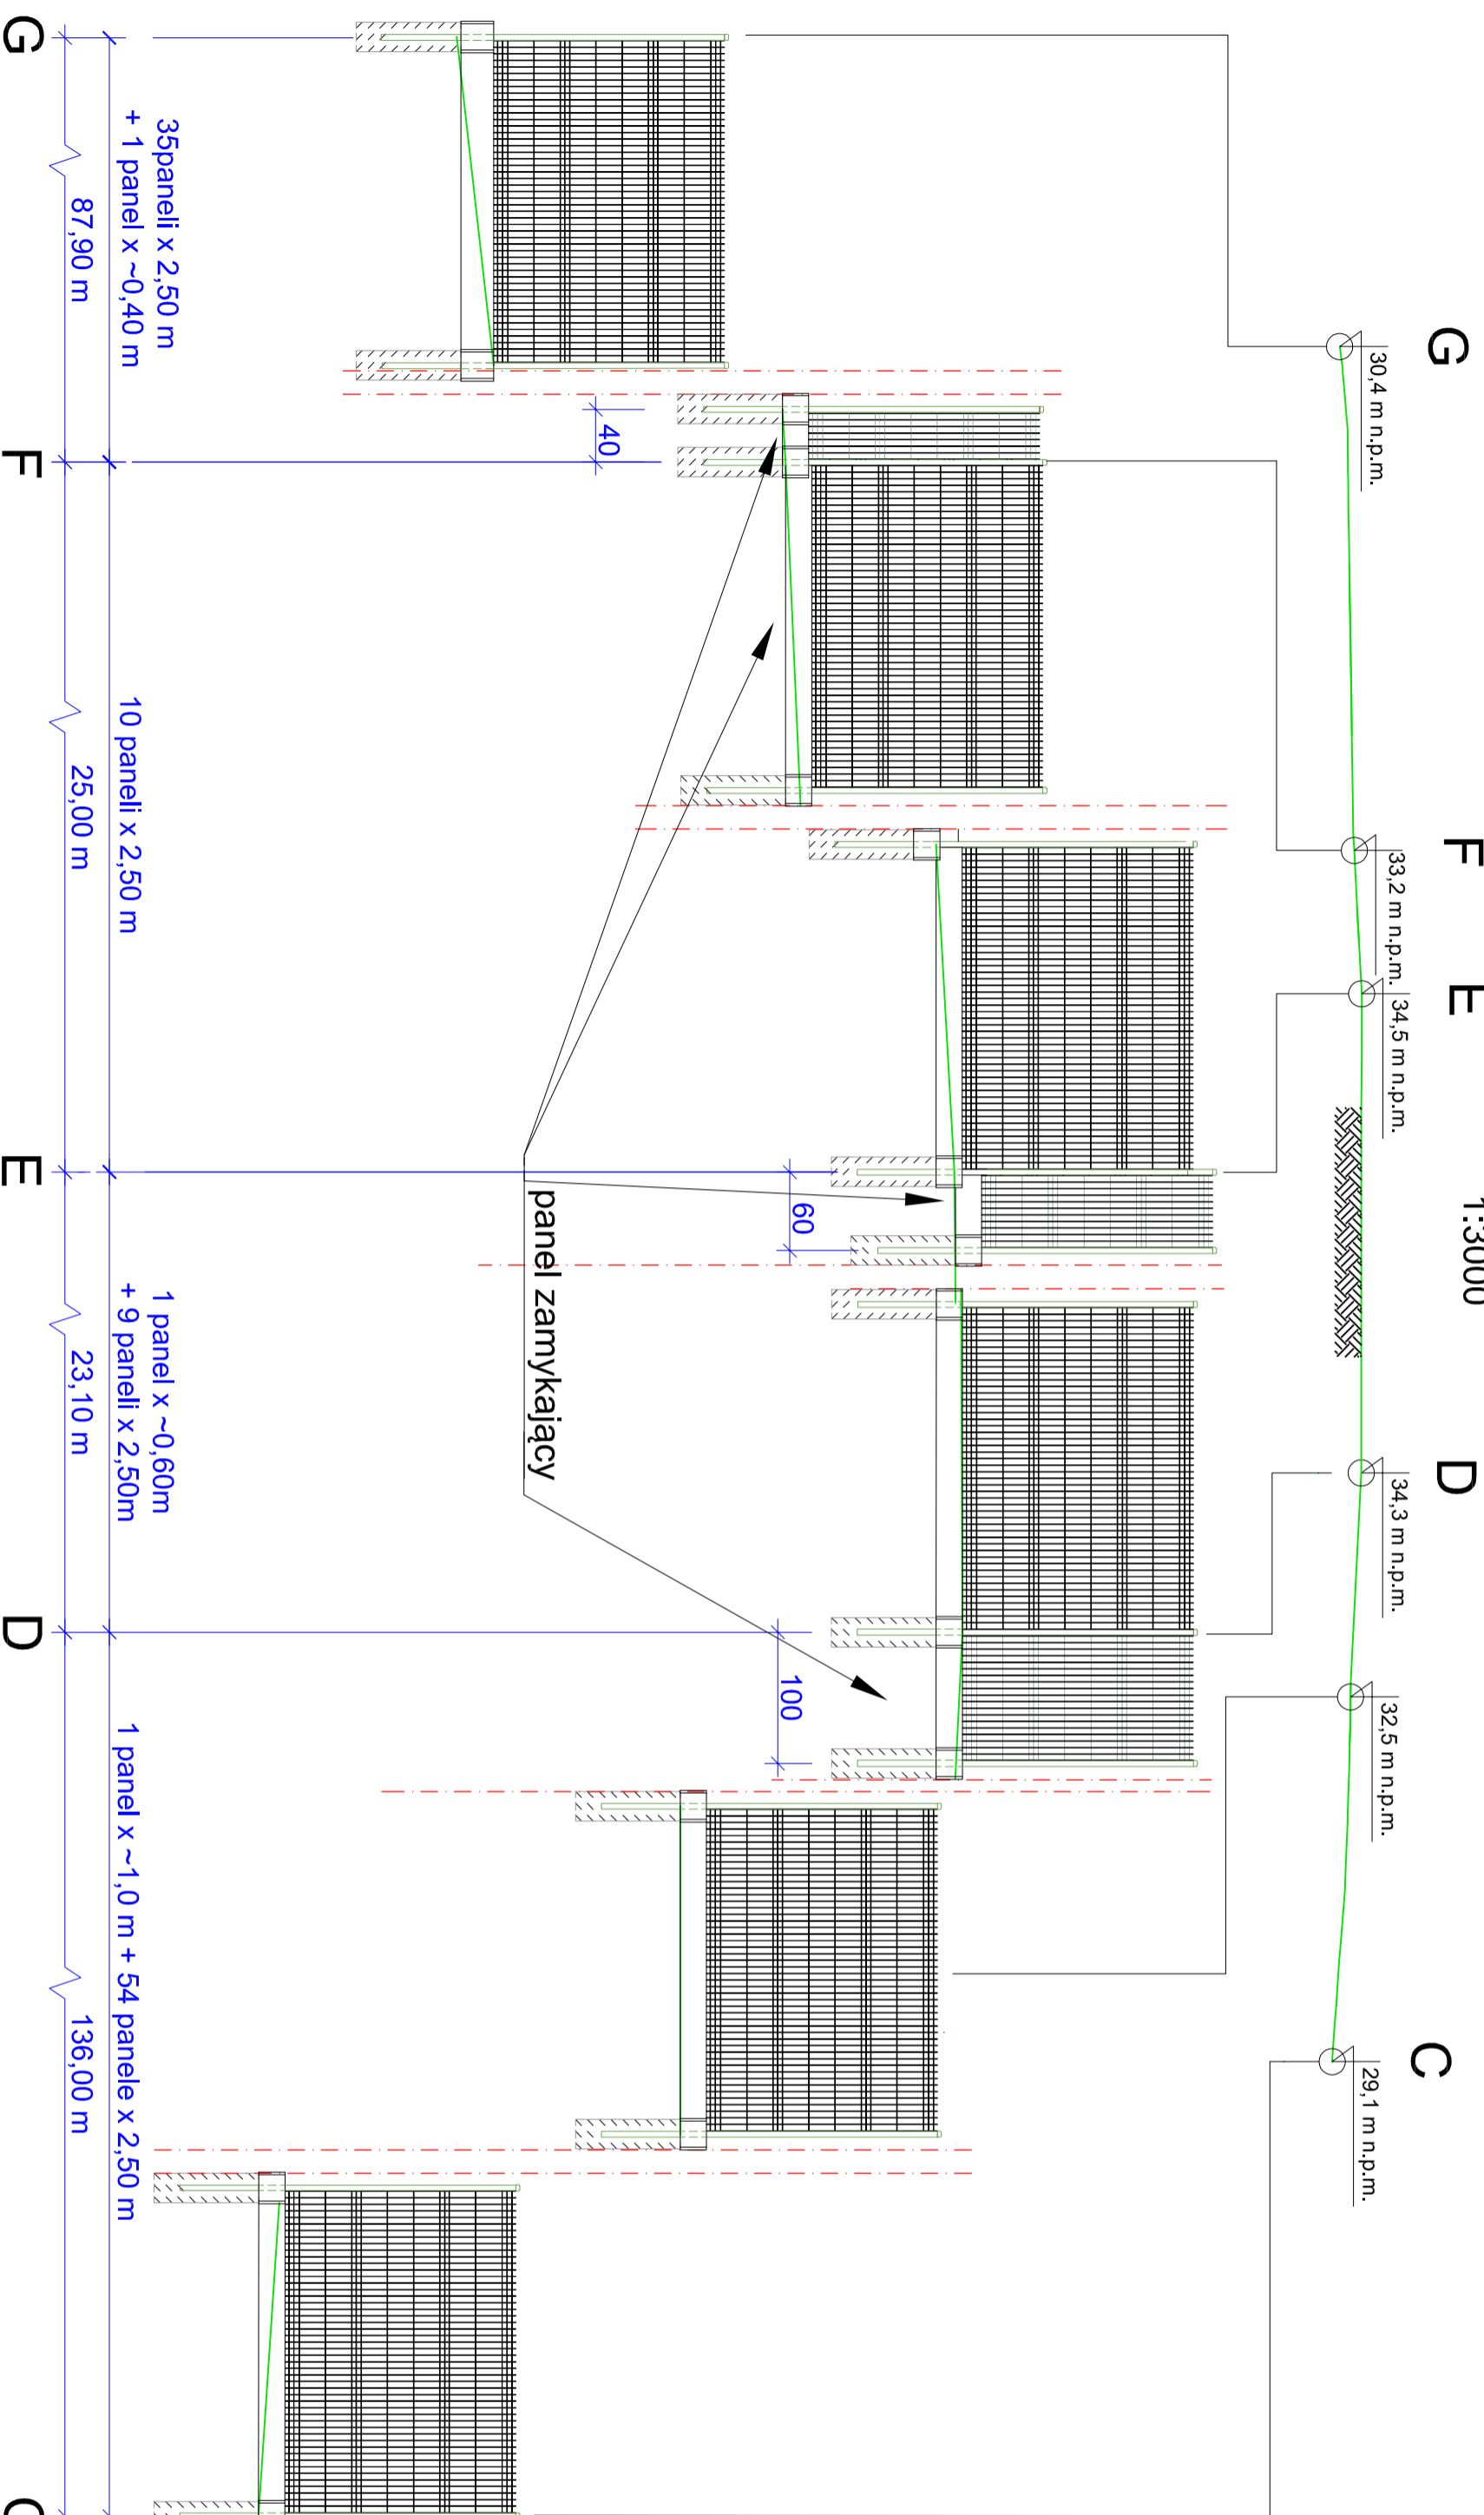 G
F
E
D
C
1:3000
30,4 m n.p.m.
33,2 m n.p.m.
34,5 m n.p.m.
34,3 m n.p.m.
32,5 m n.p.m.
29,1 m n.p.m.
40
60
100
panel zamykający
35paneli x 2,50 m
+ 1 panel x ~0,40 m
87,90 m
10 paneli x 2,50 m
25,00 m
1 panel x ~0,60m
+ 9 paneli x 2,50m
23,10 m
1 panel x ~1,0 m + 54 panele x 2,50 m
136,00 m
G
F
E
D